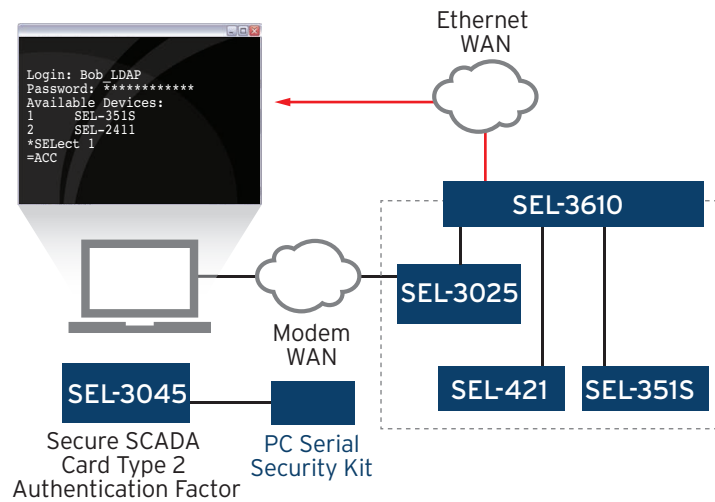 Login: Bob_LDAP
Password: ************
Available Devices:
1 SEL-351S
2 SEL-2411
*SELect 1
=ACC
Ethernet
WAN
SEL-3610
SEL-3025
Modem
WAN
SEL-421
SEL-351S
SEL-3045
Secure SCADA
Card Type 2
Authentication Factor
PC Serial
Security Kit